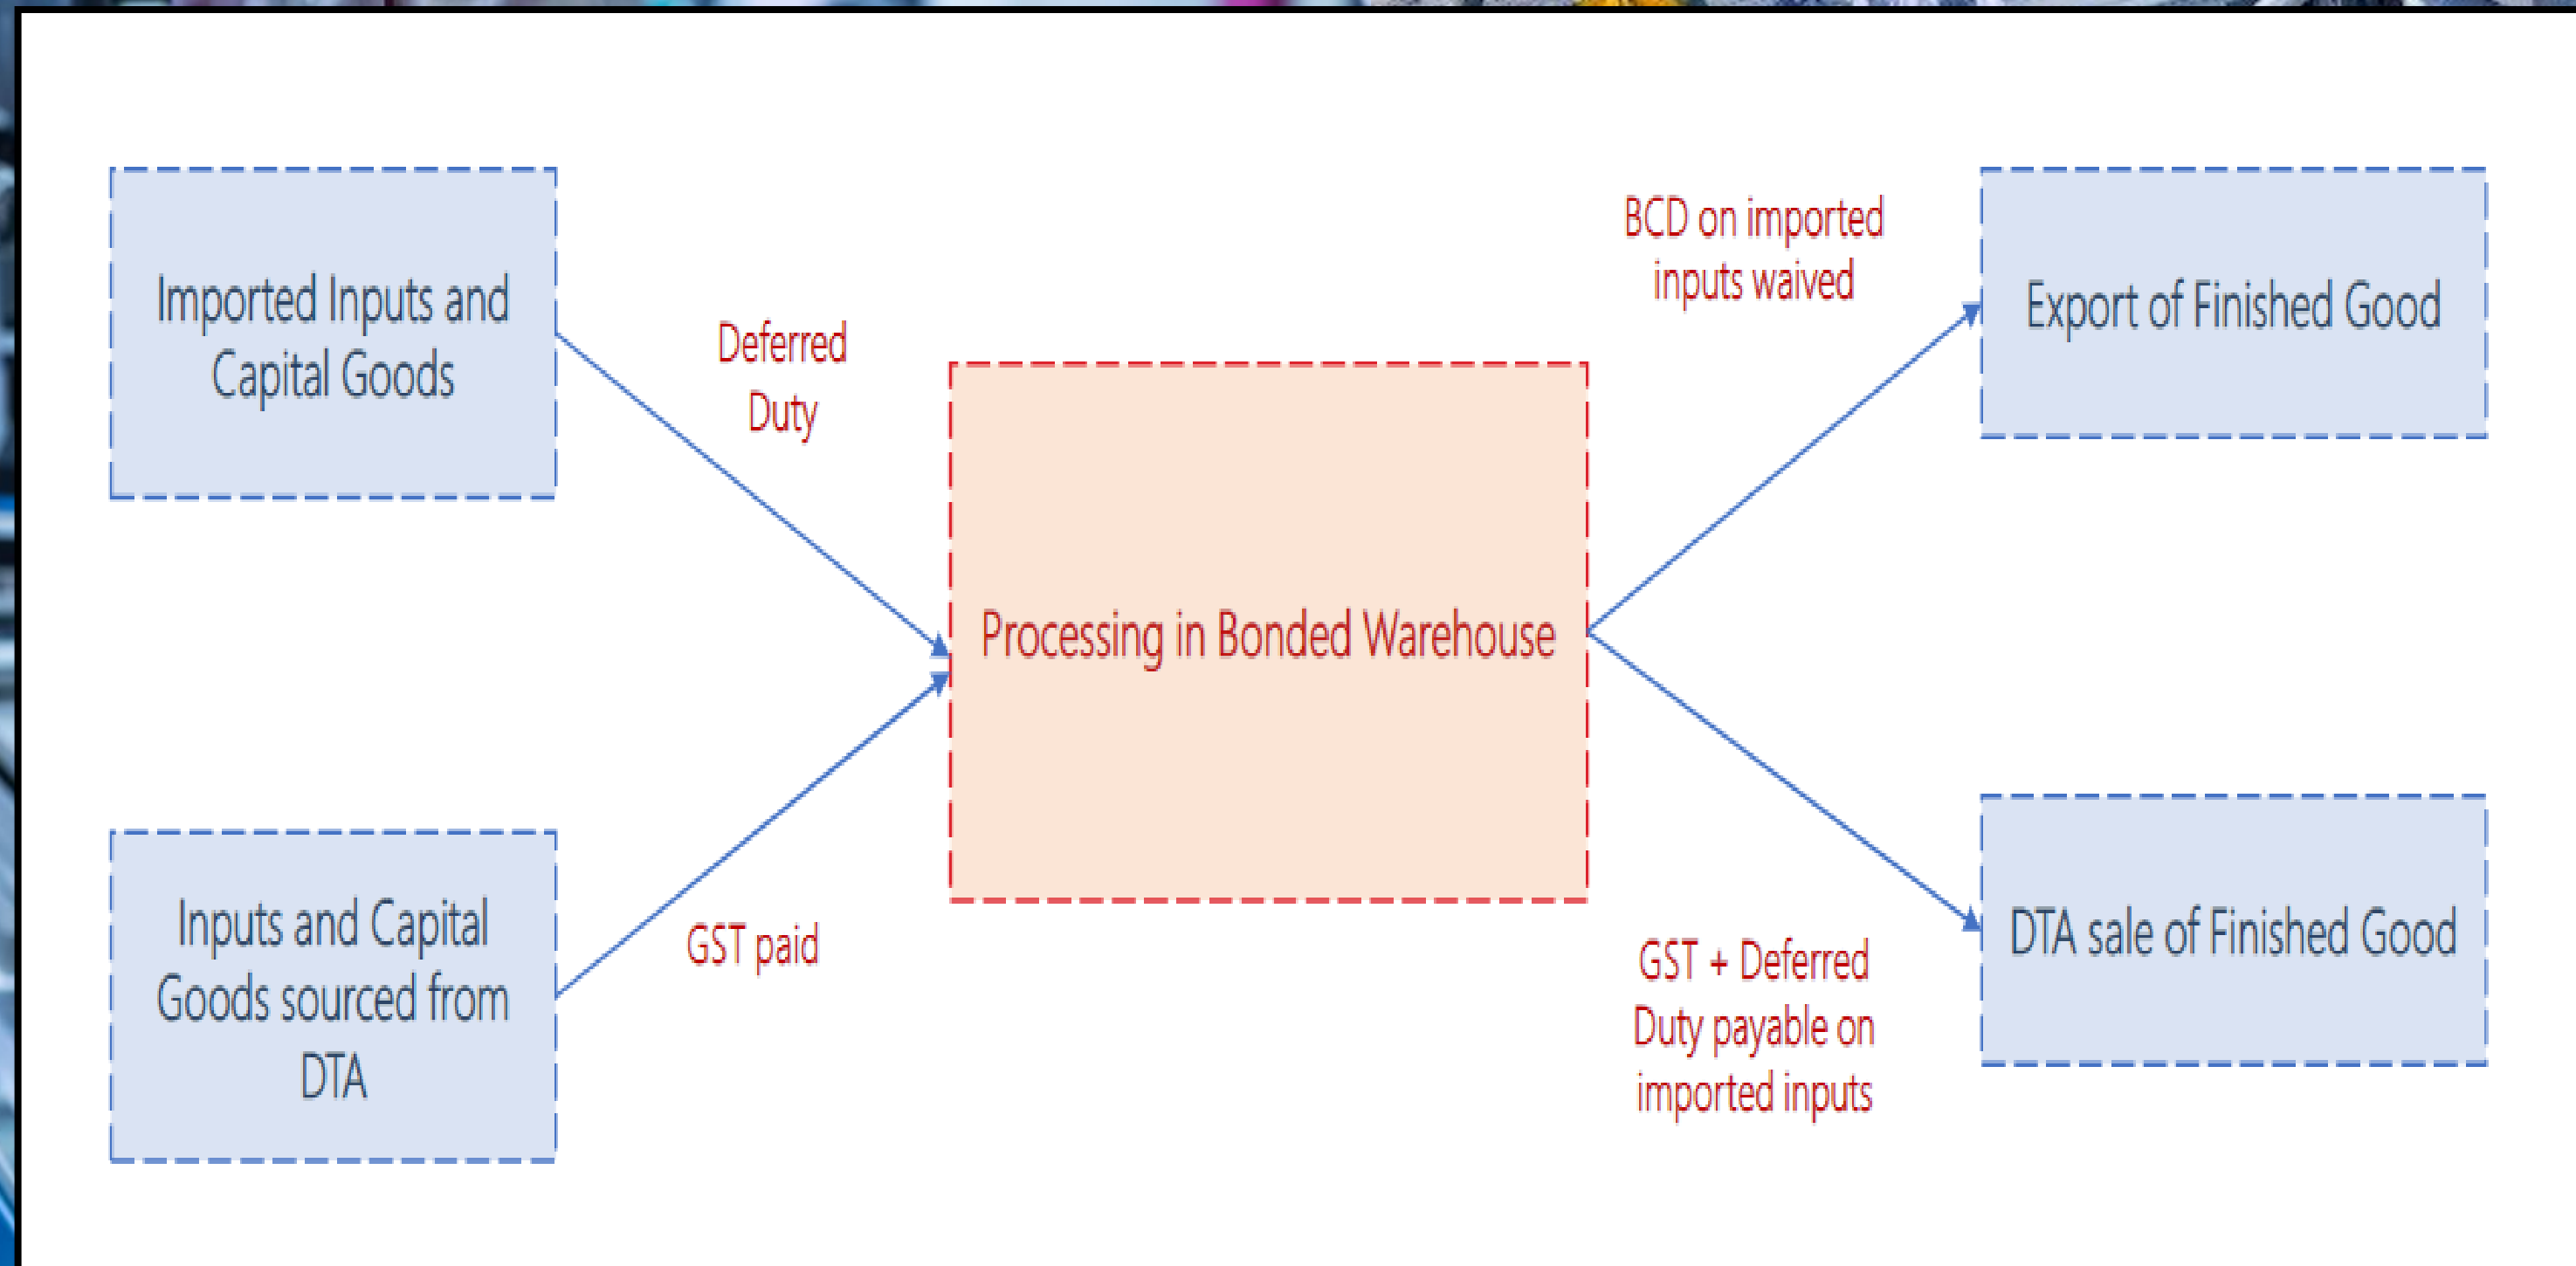 Imported Inputs and
Capital Goods
Deferred
Duty
Inputs and Capital
Goods sourced from
DTA
GST paid
Processing in Bonded Warehouse
BCD on imported
inputs waived
Export of Finished Good
GST + Deferred
Duty payable on
imported inputs
DTA sale of Finished Good